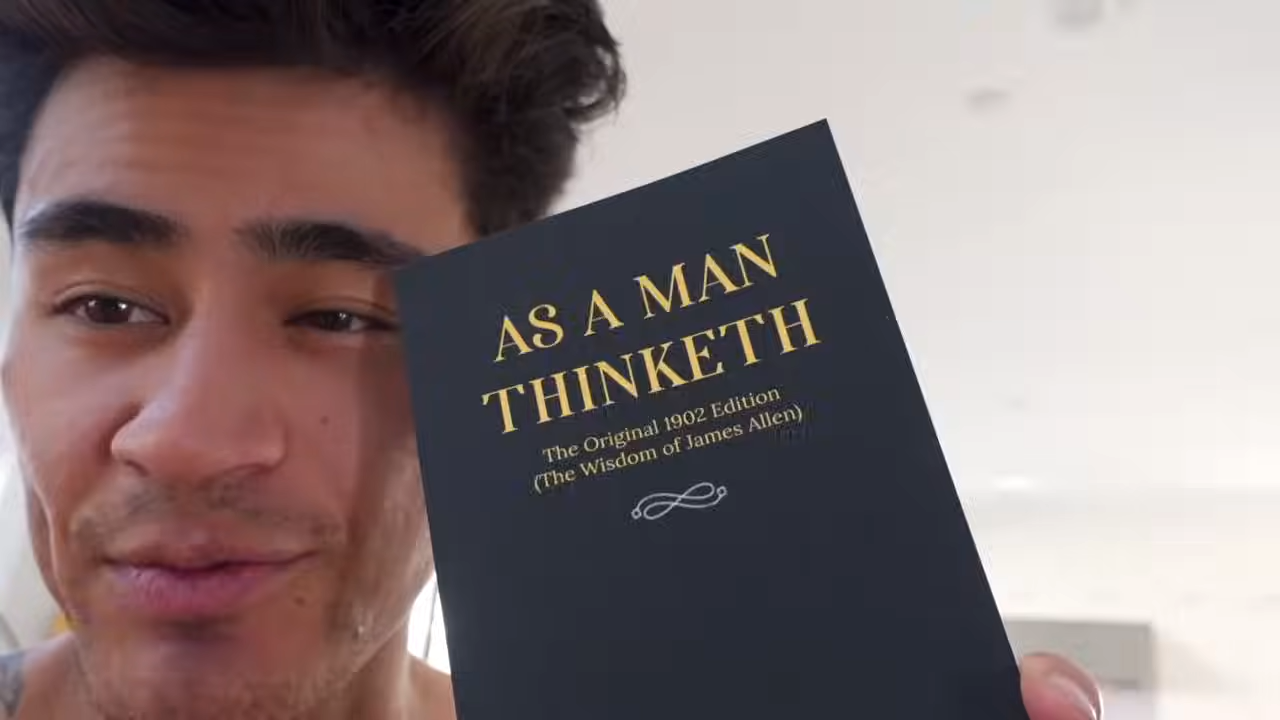 AS A MAN
THINKETH
The Original 1902 Edition
(The Wisdom of James Allen)